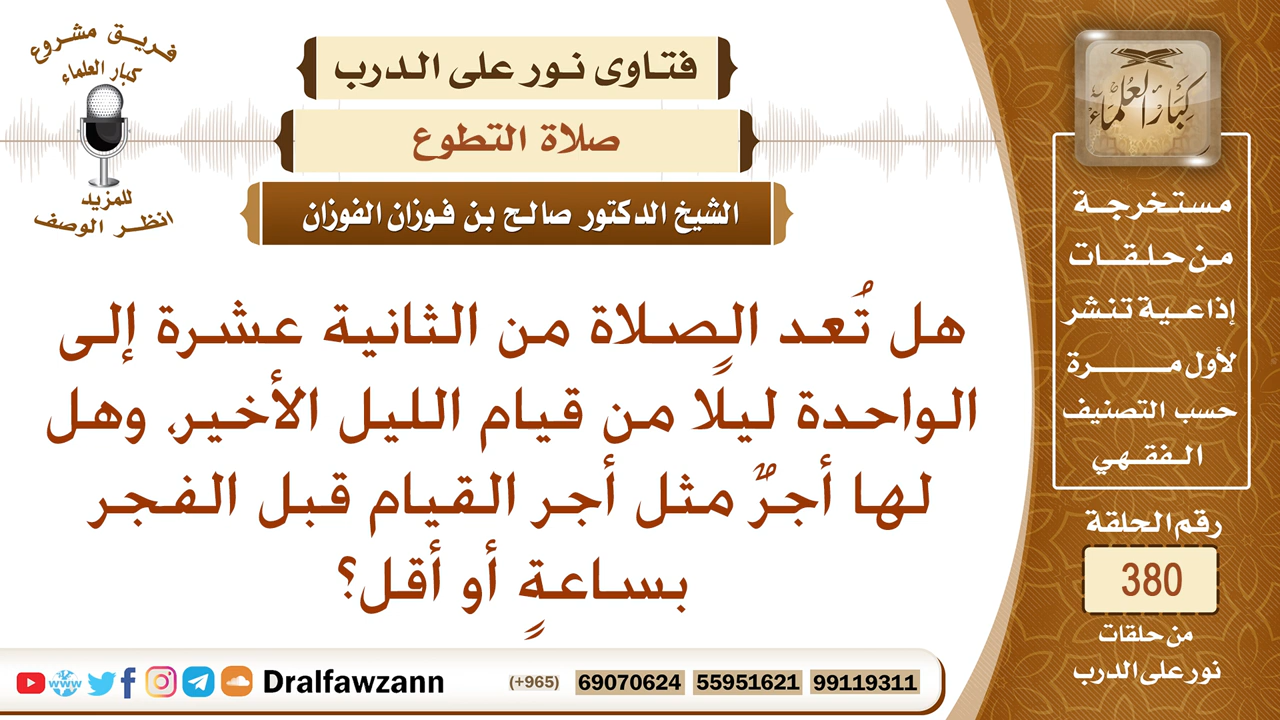 فتاوى نور على الدرب
صلاة التطوع
الشيخ الدكتور صالح بن فوزان الفوزان
فريق مشروع
كبار العلماء
للمزيد
انظر الوصف
هل تُعد الصلاة من الثانية عشرة إلى
الواحدة ليلًا من قيام الليل الأخير، وهل
لها أجرٌ مثل أجر القيام قبل الفجر
بساعةٍ أو أقل؟
كبار العلماء
مستخرجة
من حلقات
إذاعية تنشر
لأول مرة
حسب التصنيف
الفقهي
رقم الحلقة
380
من حلقات
نور على الدرب
www
Dralfawzann
(+965) 69070624 55951621 99119311